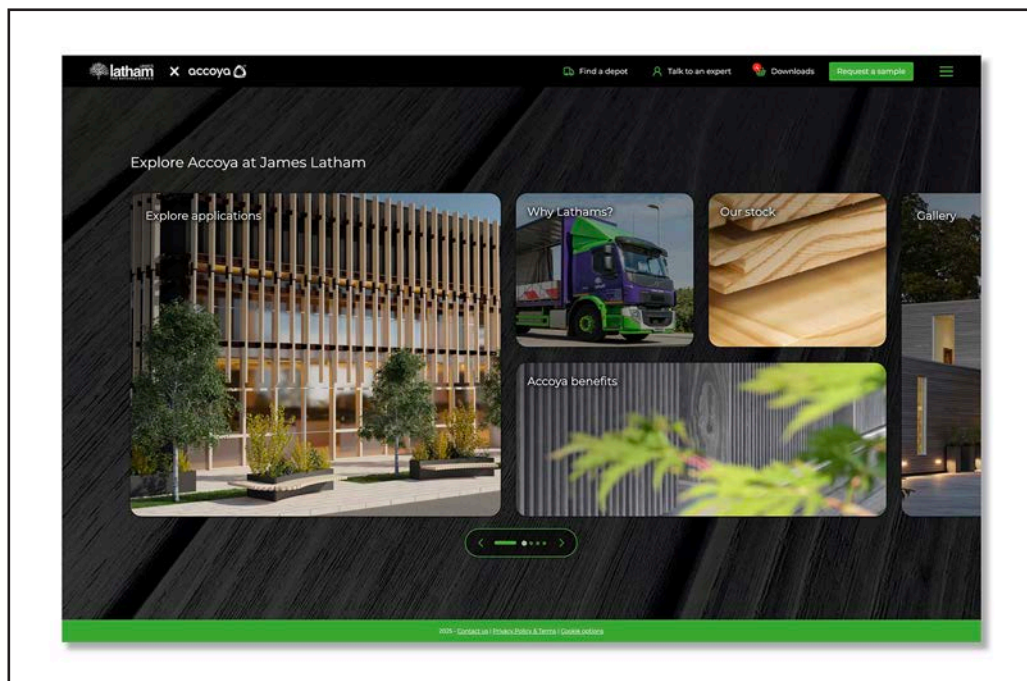 latham x accoya
Find a depot
Talk to an expert
Downloads
Request a sample
Explore Accoya at James Latham
Explore applications
Why Lathams?
Our stock
Gallery
Accoya benefits
2025 - Contact us | Privacy Policy & Terms | Cookie options